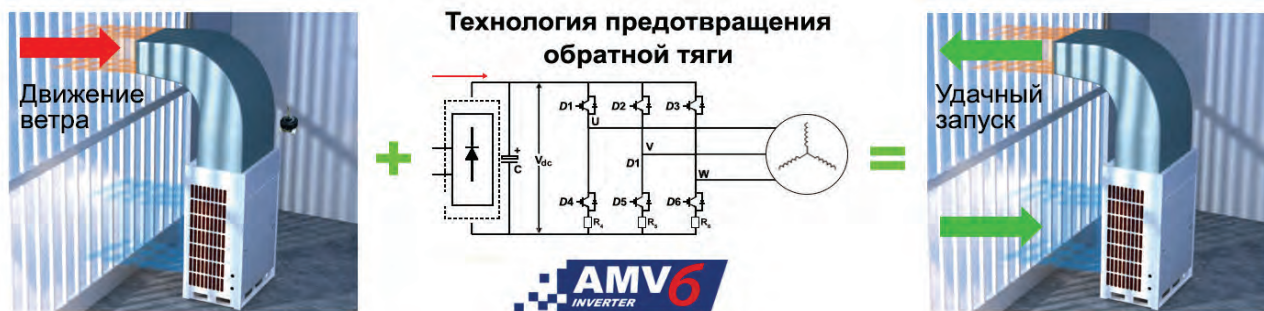 Движение
ветра
Технология предотвращения
обратной тяги
D1
D2
D3
U
V
D1
W
+
Vdc
C
D4
D5
D6
R4
R5
R6
AMV6
INVERTER
Удачный
запуск